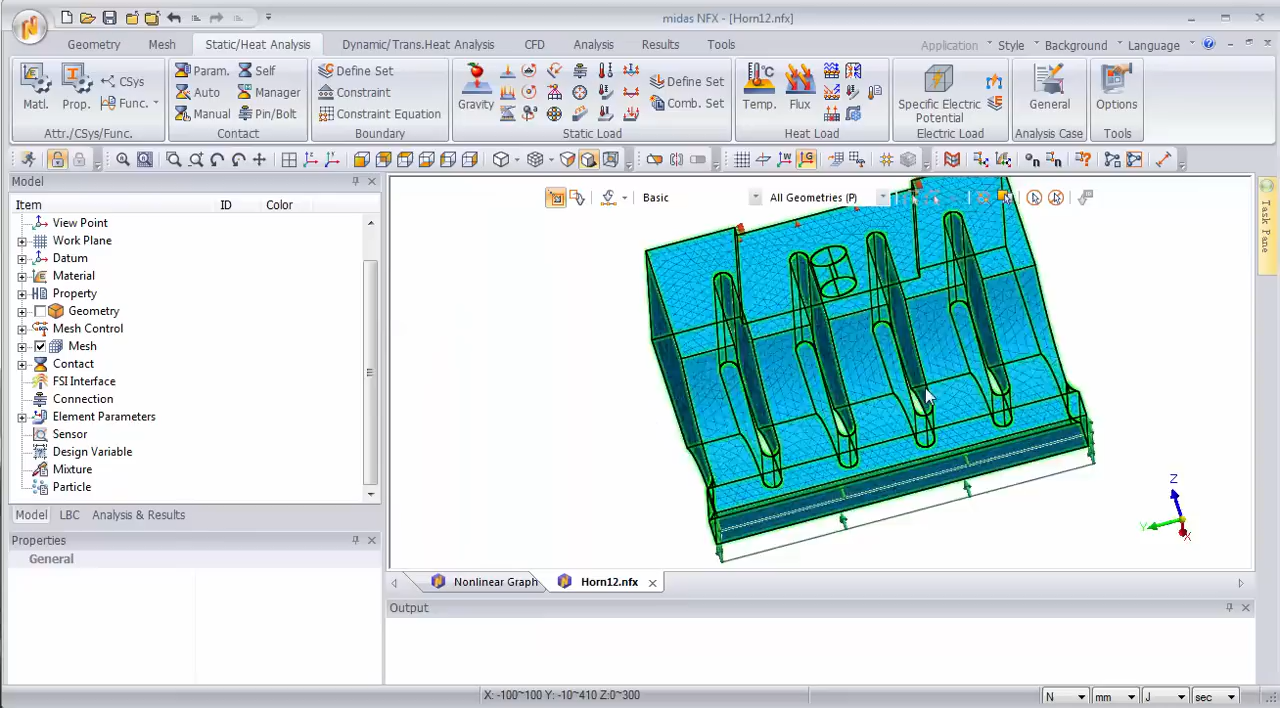 midas NFX - [Horn12.nfx]
Geometry Mesh Static/Heat Analysis Dynamic/Trans.Heat Analysis CFD Analysis Results Tools Application Style Background Language
Matl. Prop. CSys Func. Param. Auto Manual Self Manager Pin/Bolt Define Set Constraint Constraint Equation Gravity Define Set Comb. Set Temp. Flux Specific Electric Potential General Options
Attr./CSys/Func. Contact Boundary Static Load Heat Load Electric Load Analysis Case Tools
Model
Basic All Geometries (P)
Item ID Color
View Point
Work Plane
Datum
Material
Property
Geometry
Mesh Control
Mesh
Contact
FSI Interface
Connection
Element Parameters
Sensor
Design Variable
Mixture
Particle
Model LBC Analysis & Results
Properties
General
Task Pane
Z
Y
X
Nonlinear Graph Horn12.nfx
Output
X: -100~100 Y: -10~410 Z:0~300
N mm J sec